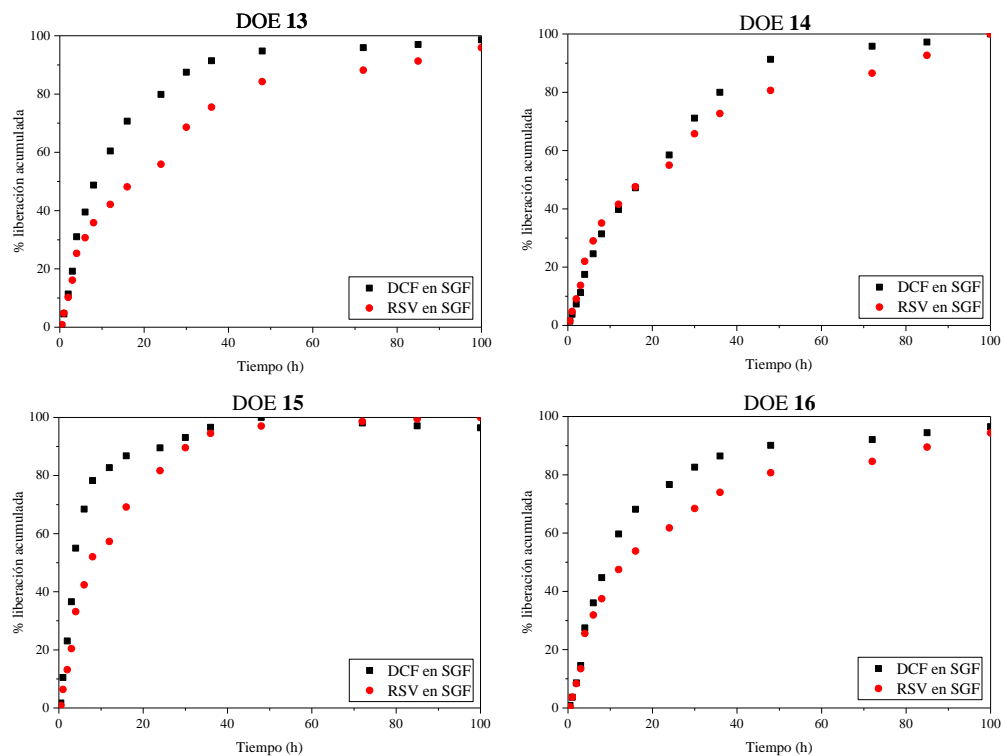 DOE 13
100
80
60
40
20
0
% liberación acumulada
DCF en SGF
RSV en SGF
0 20 40 60 80 100
Tiempo (h)
DOE 14
100
80
60
40
20
0
% liberación acumulada
DCF en SGF
RSV en SGF
0 20 40 60 80 100
Tiempo (h)
DOE 15
100
80
60
40
20
0
% liberación acumulada
DCF en SGF
RSV en SGF
0 20 40 60 80 100
Tiempo (h)
DOE 16
100
80
60
40
20
0
% liberación acumulada
DCF en SGF
RSV en SGF
0 20 40 60 80 100
Tiempo (h)